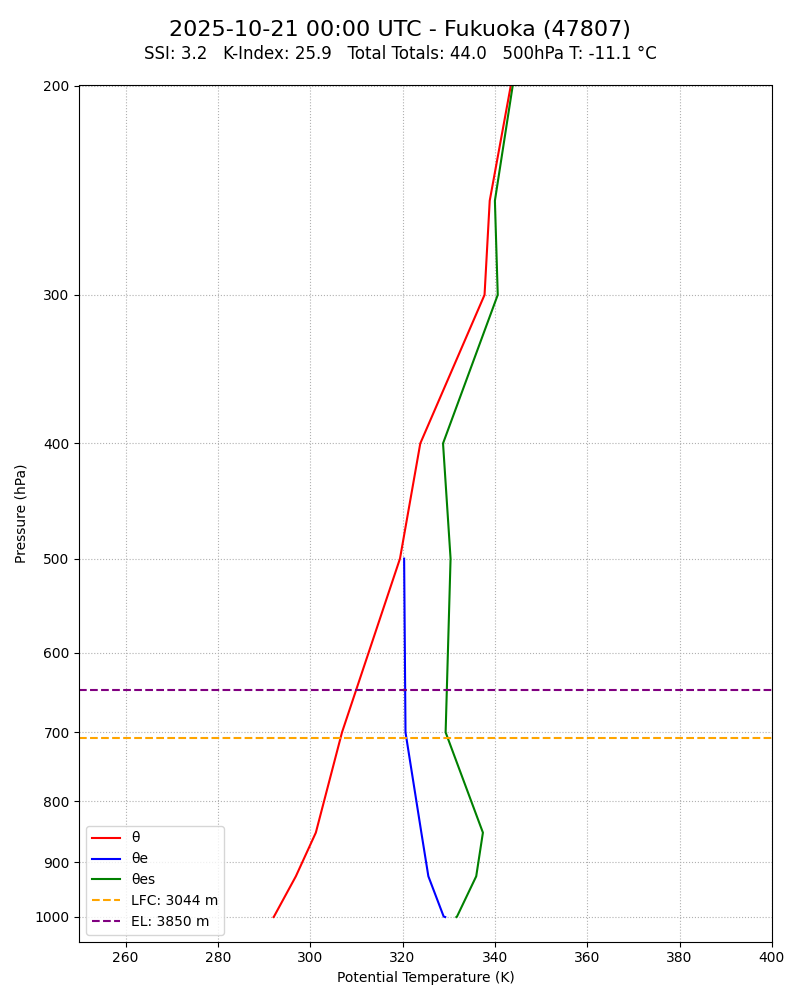 2025-10-21 00:00 UTC - Fukuoka (47807)
SSI: 3.2   K-Index: 25.9   Total Totals: 44.0   500hPa T: -11.1 °C
200
300
400
500
600
700
800
900
1000
Pressure (hPa)
θ
θe
θes
LFC: 3044 m
EL: 3850 m
260 280 300 320 340 360 380 400
Potential Temperature (K)